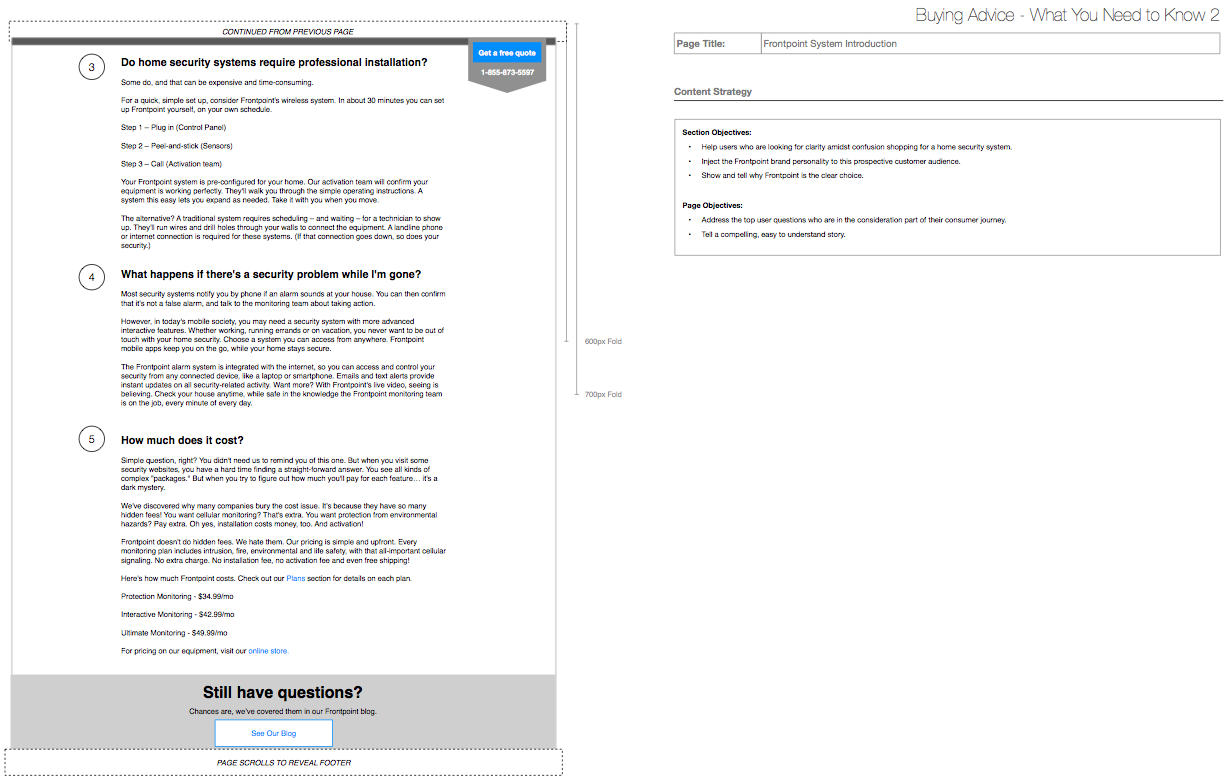 Buying Advice - What You Need to Know 2
CONTINUED FROM PREVIOUS PAGE
Get a free quote
1-855-873-5597
3
Do home security systems require professional installation?
Some do, and that can be expensive and time-consuming.
For a quick, simple set up, consider Frontpoint's wireless system. In about 30 minutes you can set
up Frontpoint yourself, on your own schedule.
Step 1 – Plug in (Control Panel)
Step 2 – Peel-and-stick (Sensors)
Step 3 – Call (Activation team)
Your Frontpoint system is pre-configured for your home. Our activation team will confirm your
equipment is working perfectly. They'll walk you through the simple operating instructions. A
system this easy lets you expand as needed. Take it with you when you move.
The alternative? A traditional system requires scheduling – and waiting – for a technician to show
up. They'll run wires and drill holes through your walls to connect the equipment. A landline phone
or internet connection is required for these systems. (If that connection goes down, so does your
security.)
4
What happens if there's a security problem while I'm gone?
Most security systems notify you by phone if an alarm sounds at your house. You can then confirm
that it's not a false alarm, and talk to the monitoring team about taking action.
However, in today's mobile society, you may need a security system with more advanced
interactive features. Whether working, running errands or on vacation, you never want to be out of
touch with your home security. Choose a system you can access from anywhere. Frontpoint
mobile apps keep you on the go, while your home stays secure.
The Frontpoint alarm system is integrated with the internet, so you can access and control your
security from any connected device, like a laptop or smartphone. Emails and text alerts provide
instant updates on all security-related activity. Want more? With Frontpoint's live video, seeing is
believing. Check your house anytime, while safe in the knowledge the Frontpoint monitoring team
is on the job, every minute of every day.
5
How much does it cost?
Simple question, right? You didn't need us to remind you of this one. But when you visit some
security websites, you have a hard time finding a straight-forward answer. You see all kinds of
complex "packages." But when you try to figure out how much you'll pay for each feature… it's a
dark mystery.
We've discovered why many companies bury the cost issue. It's because they have so many
hidden fees! You want cellular monitoring? That's extra. You want protection from environmental
hazards? Pay extra. Oh yes, installation costs money, too. And activation!
Frontpoint doesn't do hidden fees. We hate them. Our pricing is simple and upfront. Every
monitoring plan includes intrusion, fire, environmental and life safety, with that all-important cellular
signaling. No extra charge. No installation fee, no activation fee and even free shipping!
Here's how much Frontpoint costs. Check out our Plans section for details on each plan.
Protection Monitoring - $34.99/mo
Interactive Monitoring - $42.99/mo
Ultimate Monitoring - $49.99/mo
For pricing on our equipment, visit our online store.
Still have questions?
Chances are, we've covered them in our Frontpoint blog.
See Our Blog
PAGE SCROLLS TO REVEAL FOOTER
600px Fold
700px Fold
Page Title: Frontpoint System Introduction
Content Strategy
Section Objectives:
• Help users who are looking for clarity amidst confusion shopping for a home security system.
• Inject the Frontpoint brand personality to this prospective customer audience.
• Show and tell why Frontpoint is the clear choice.
Page Objectives:
• Address the top user questions who are in the consideration part of their consumer journey.
• Tell a compelling, easy to understand story.